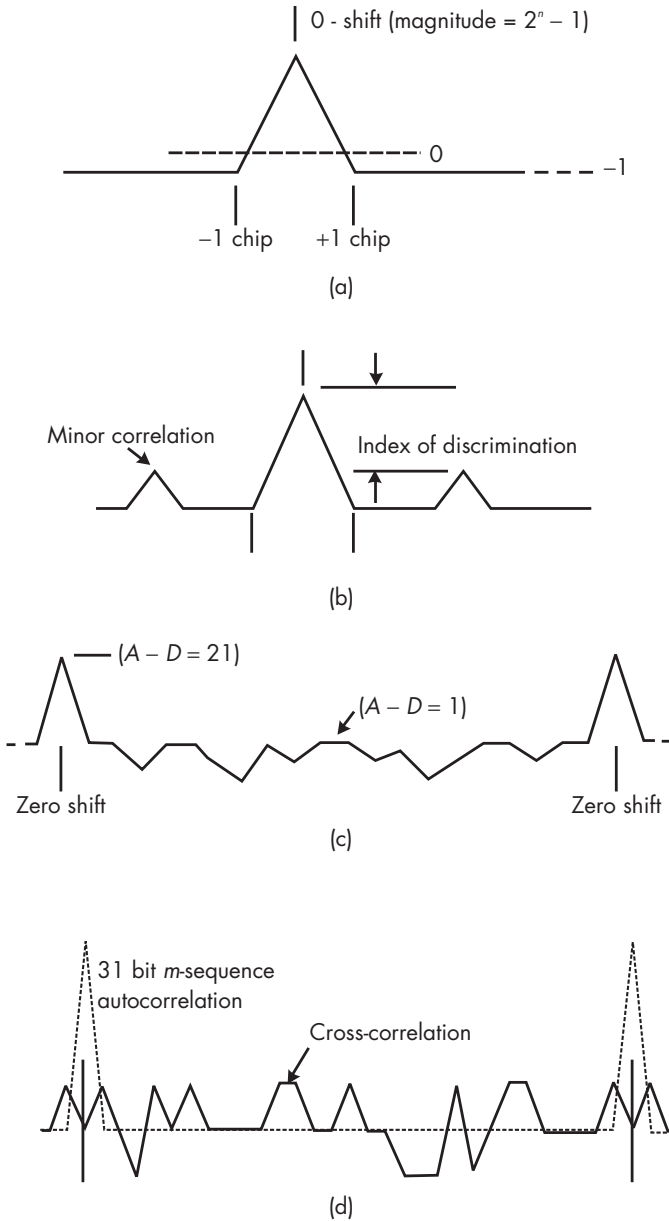 0 - shift (magnitude = 2ⁿ – 1)
0
–1
–1 chip
+1 chip
(a)
Minor correlation
Index of discrimination
(b)
(A – D = 21)
(A – D = 1)
Zero shift
Zero shift
(c)
31 bit m-sequence
autocorrelation
Cross-correlation
(d)